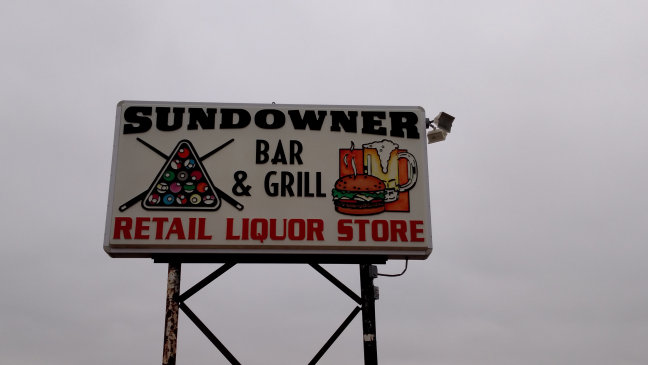 SUNDOWNER
BAR
& GRILL
RETAIL LIQUOR STORE